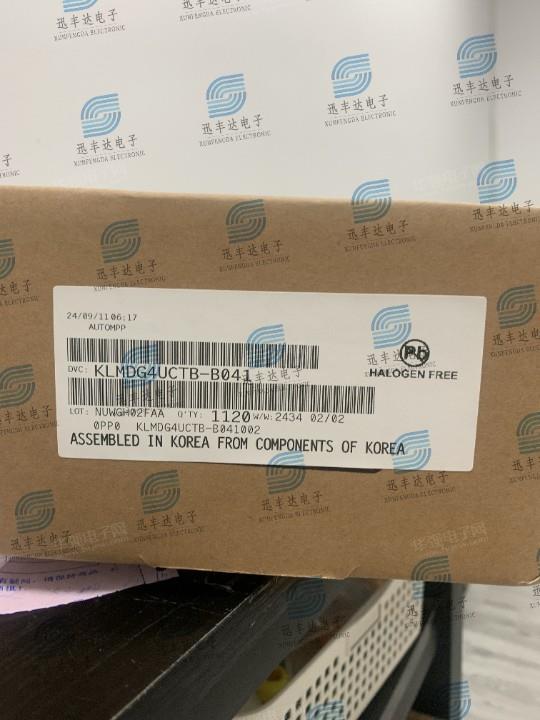 迅丰达电子
XUNFENGDA ELECTRONIC
24/09/11 06:17
AUTOMPP
DVC: KLMDG4UCTB-B041
Pb
HALOGEN FREE
LOT: NUWGH02FAA Q'TY: 1120 W/W: 2434 02/02
0PP0 KLMDG4UCTB-B041002
ASSEMBLED IN KOREA FROM COMPONENTS OF KOREA